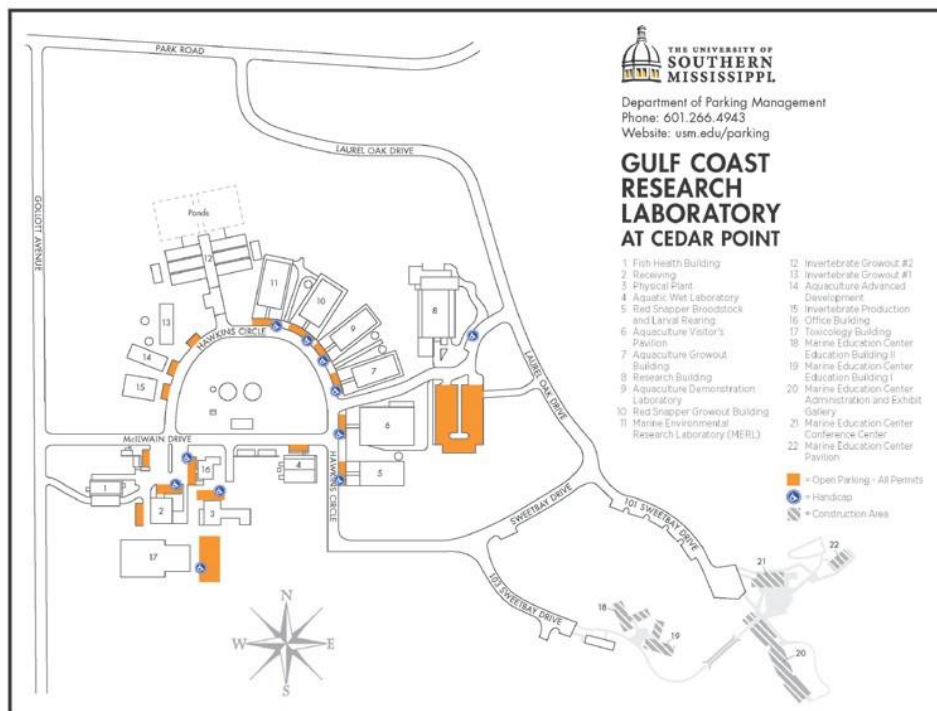 THE UNIVERSITY OF
SOUTHERN
MISSISSIPPI.
Department of Parking Management
Phone: 601.266.4943
Website: usm.edu/parking
GULF COAST
RESEARCH
LABORATORY
AT CEDAR POINT
1 Fish Health Building
2 Receiving
3 Physical Plant
4 Aquatic Wet Laboratory
5 Red Snapper Broodstock
and Larval Rearing
6 Aquaculture Visitor's
Pavilion
7 Aquaculture Growout
Building
8 Research Building
9 Aquaculture Demonstration
Laboratory
10 Red Snapper Growout Building
11 Marine Environmental
Research Laboratory (MERL)
12 Invertebrate Growout #2
13 Invertebrate Growout #1
14 Aquaculture Advanced
Development
15 Invertebrate Production
16 Office Building
17 Toxicology Building
18 Marine Education Center
Education Building II
19 Marine Education Center
Education Building I
20 Marine Education Center
Administration and Exhibit
Gallery
21 Marine Education Center
Conference Center
22 Marine Education Center
Pavilion
= Open Parking - All Permits
= Handicap
= Construction Area
PARK ROAD
LAUREL OAK DRIVE
GOLLOTT AVENUE
Ponds
12
11
10
13
9
8
HAWKINS CIRCLE
14
7
15
LAUREL OAK DRIVE
6
McILWAIN DRIVE
HAWKINS CIRCLE
16
4
5
1
2
3
17
SWEETBAY DRIVE
101 SWEETBAY DRIVE
103 SWEETBAY DRIVE
22
21
18
19
20
N
W
E
S